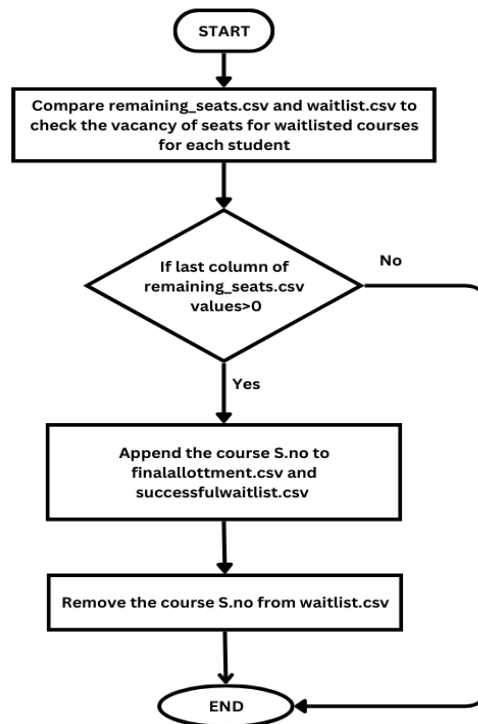 START
Compare remaining_seats.csv and waitlist.csv to
check the vacancy of seats for waitlisted courses
for each student
If last column of
remaining_seats.csv
values>0
No
Yes
Append the course S.no to
finalallottment.csv and
successfulwaitlist.csv
Remove the course S.no from waitlist.csv
END